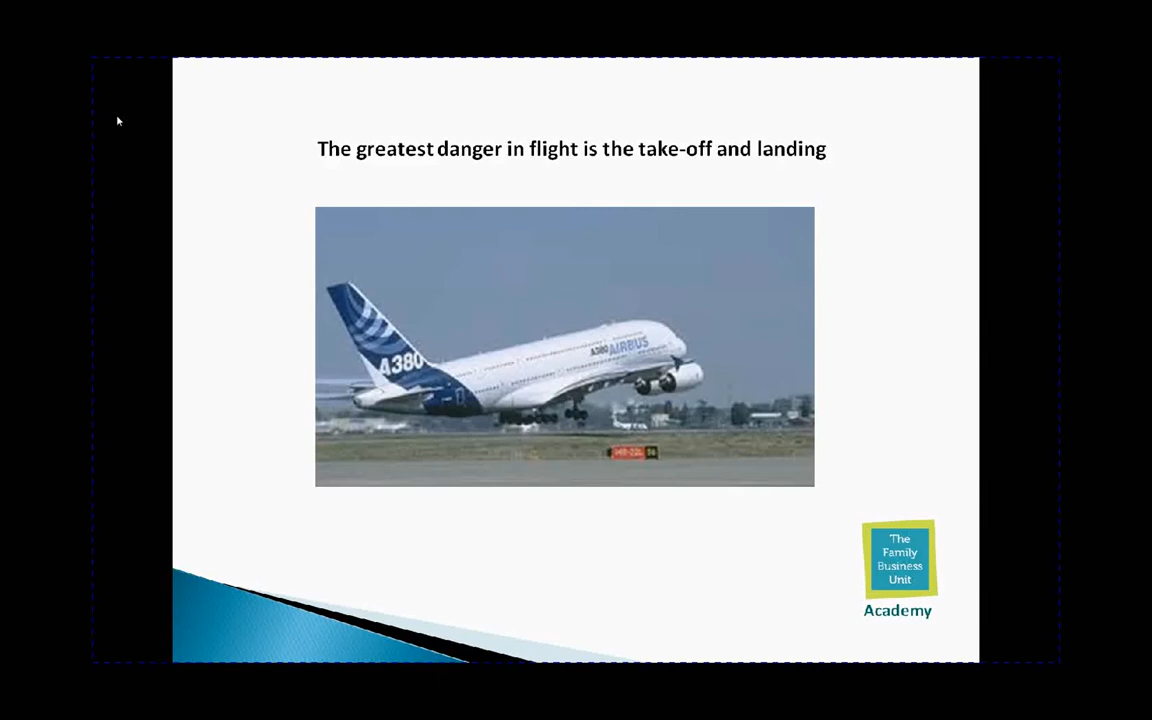 The greatest danger in flight is the take-off and landing
A380 AIRBUS
A380
The
Family
Business
Unit
Academy